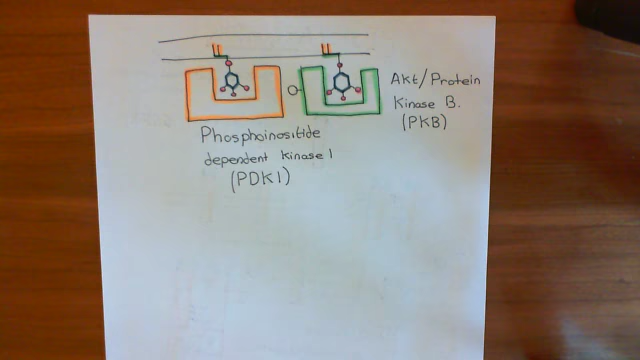 Akt/Protein
Kinase B.
(PKB)
Phosphoinositide
dependent kinase 1
(PDK1)